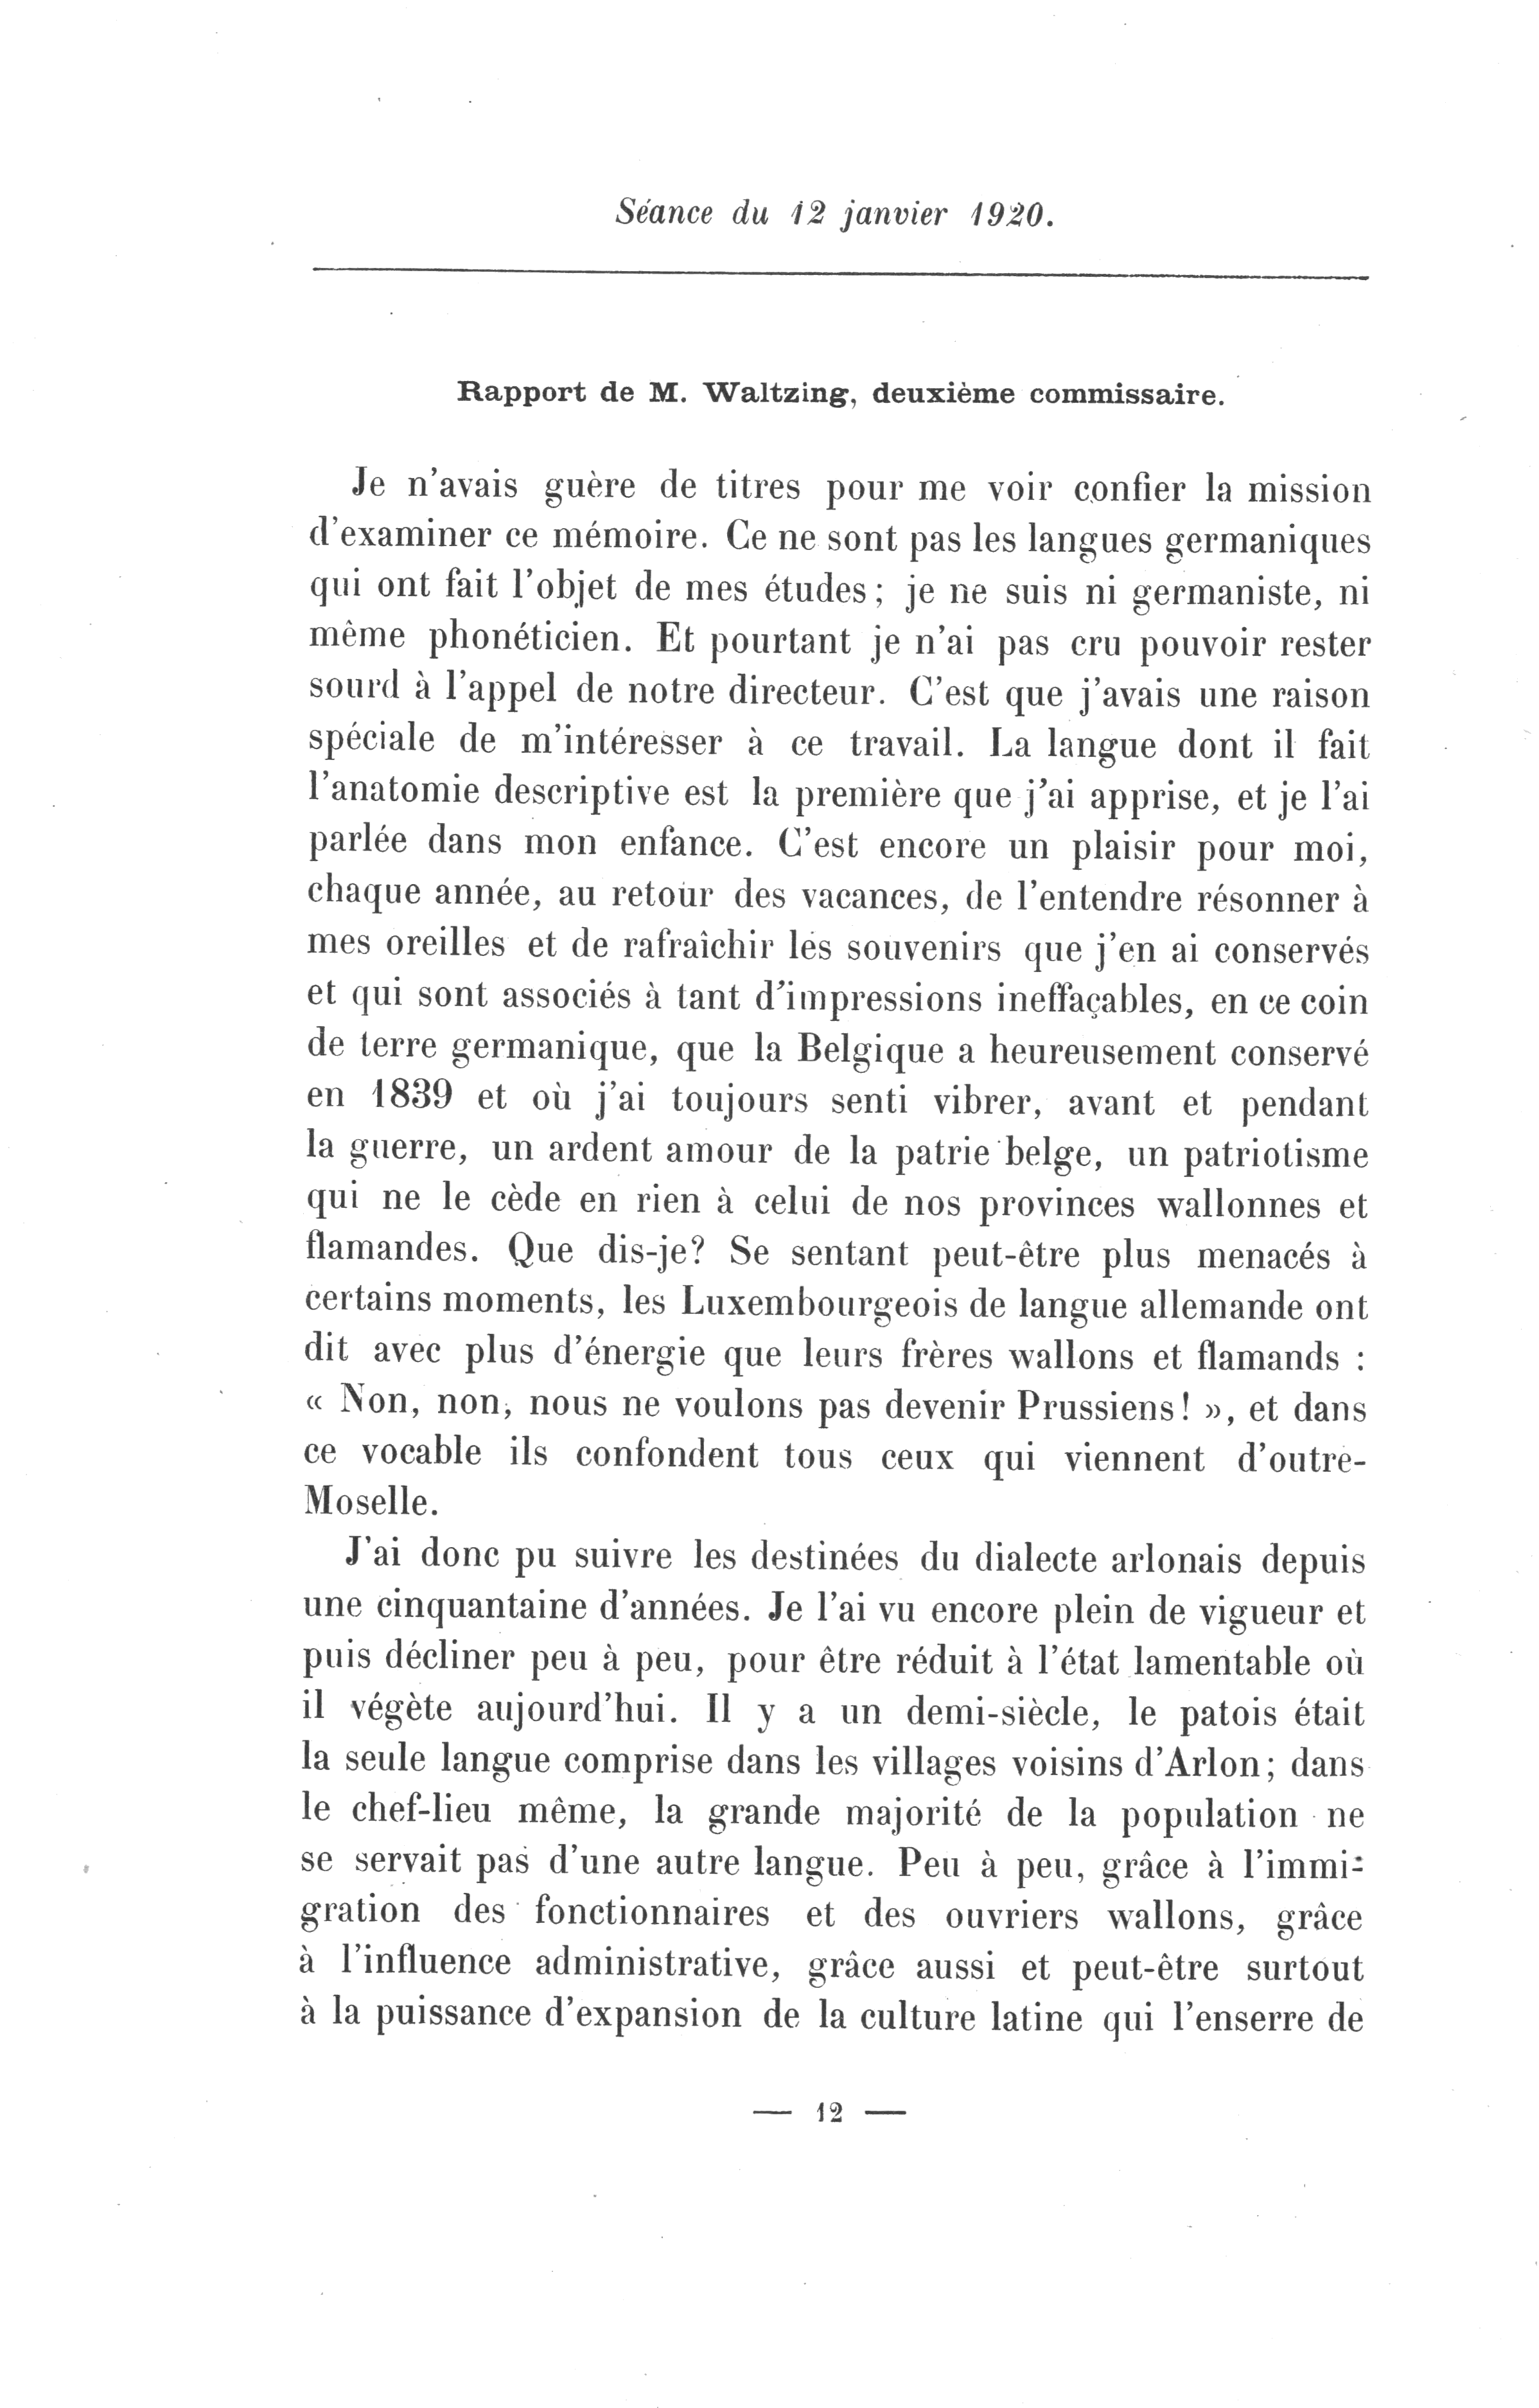 Séance du 12 janvier 1920.
Rapport de M. Waltzing, deuxième commissaire.
Je n'avais guère de titres pour me voir confier la mission
d'examiner ce mémoire. Ce ne sont pas les langues germaniques
qui ont fait l'objet de mes études; je ne suis ni germaniste, ni
même phonéticien. Et pourtant je n'ai pas cru pouvoir rester
sourd à l'appel de notre directeur. C'est que j'avais une raison
spéciale de m'intéresser à ce travail. La langue dont il fait
l'anatomie descriptive est la première que j'ai apprise, et je l'ai
parlée dans mon enfance. C'est encore un plaisir pour moi,
chaque année, au retour des vacances, de l'entendre résonner à
mes oreilles et de rafraîchir les souvenirs que j'en ai conservés
et qui sont associés à tant d'impressions ineffaçables, en ce coin
de terre germanique, que la Belgique a heureusement conservé
en 1839 et où j'ai toujours senti vibrer, avant et pendant
la guerre, un ardent amour de la patrie belge, un patriotisme
qui ne le cède en rien à celui de nos provinces wallonnes et
flamandes. Que dis-je? Se sentant peut-être plus menacés à
certains moments, les Luxembourgeois de langue allemande ont
dit avec plus d'énergie que leurs frères wallons et flamands :
« Non, non, nous ne voulons pas devenir Prussiens! », et dans
ce vocable ils confondent tous ceux qui viennent d'outre-
Moselle.
J'ai donc pu suivre les destinées du dialecte arlonais depuis
une cinquantaine d'années. Je l'ai vu encore plein de vigueur et
puis décliner peu à peu, pour être réduit à l'état lamentable où
il végète aujourd'hui. Il y a un demi-siècle, le patois était
la seule langue comprise dans les villages voisins d'Arlon; dans
le chef-lieu même, la grande majorité de la population ne
se servait pas d'une autre langue. Peu à peu, grâce à l'immi-
gration des fonctionnaires et des ouvriers wallons, grâce
à l'influence administrative, grâce aussi et peut-être surtout
à la puissance d'expansion de la culture latine qui l'enserre de
— 12 —